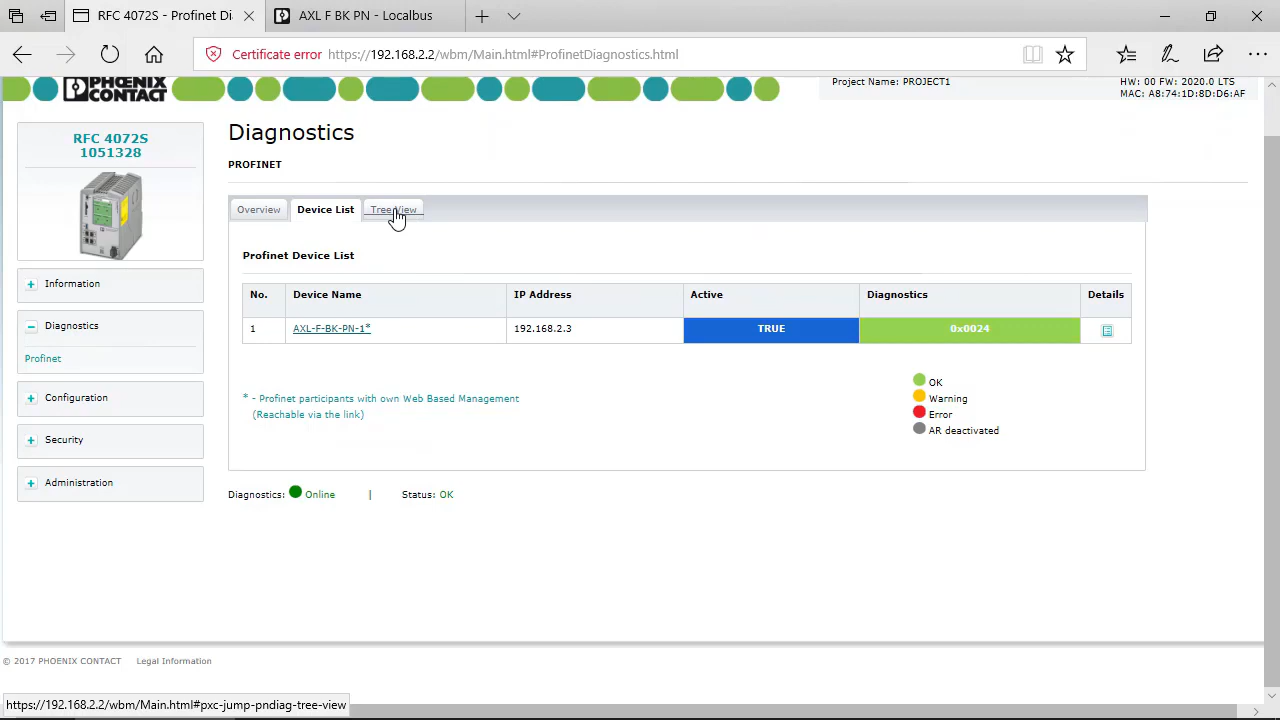 RFC 4072S - Profinet Di
AXL F BK PN - Localbus
Certificate error https://192.168.2.2/wbm/Main.html#ProfinetDiagnostics.html
PHŒNIX CONTACT
Project Name: PROJECT1
HW: 00 FW: 2020.0 LTS
MAC: A8:74:1D:8D:D6:AF
RFC 4072S
1051328
Information
Diagnostics
Profinet
Configuration
Security
Administration
Diagnostics
PROFINET
Overview Device List Tree View
Profinet Device List
No. Device Name IP Address Active Diagnostics Details
1 AXL-F-BK-PN-1* 192.168.2.3 TRUE 0x0024
* - Profinet participants with own Web Based Management
(Reachable via the link)
OK
Warning
Error
AR deactivated
Diagnostics: Online | Status: OK
© 2017 PHOENIX CONTACT Legal Information
https://192.168.2.2/wbm/Main.html#pxc-jump-pndiag-tree-view